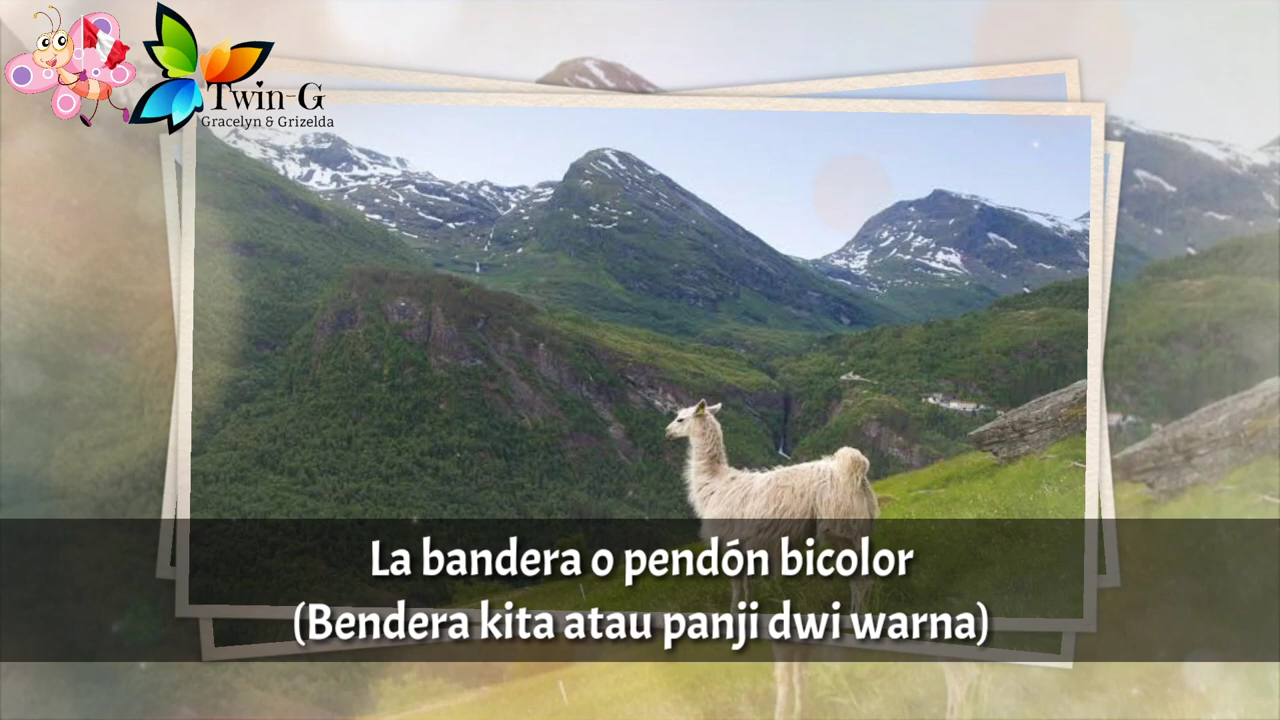 Twin-G
Gracelyn & Grizelda
La bandera o pendón bicolor
(Bendera kita atau panji dwi warna)